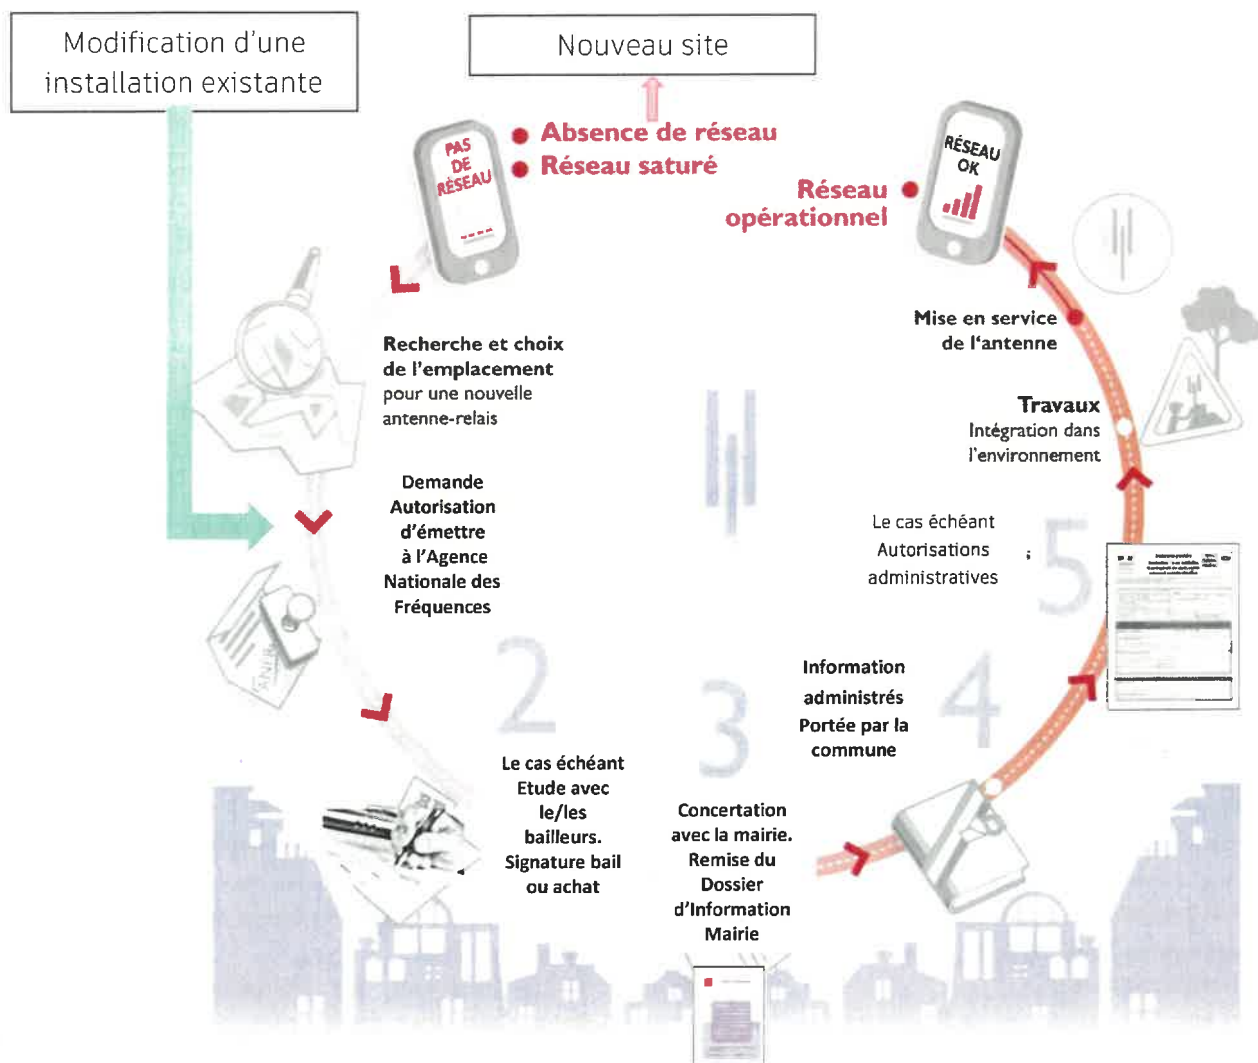 Modification d'une
installation existante
Nouveau site
Absence de réseau
Réseau saturé
PAS
DE
RÉSEAU
RÉSEAU
OK
Réseau
opérationnel
Recherche et choix
de l'emplacement
pour une nouvelle
antenne-relais
Demande
Autorisation
d'émettre
à l'Agence
Nationale des
Fréquences
2
Le cas échéant
Etude avec
le/les
bailleurs.
Signature bail
ou achat
3
Concertation
avec la mairie.
Remise du
Dossier
d'Information
Mairie
4
Information
administrés
Portée par la
commune
5
Le cas échéant
Autorisations ;
administratives
Travaux
Intégration dans
l'environnement
Mise en service
de l'antenne